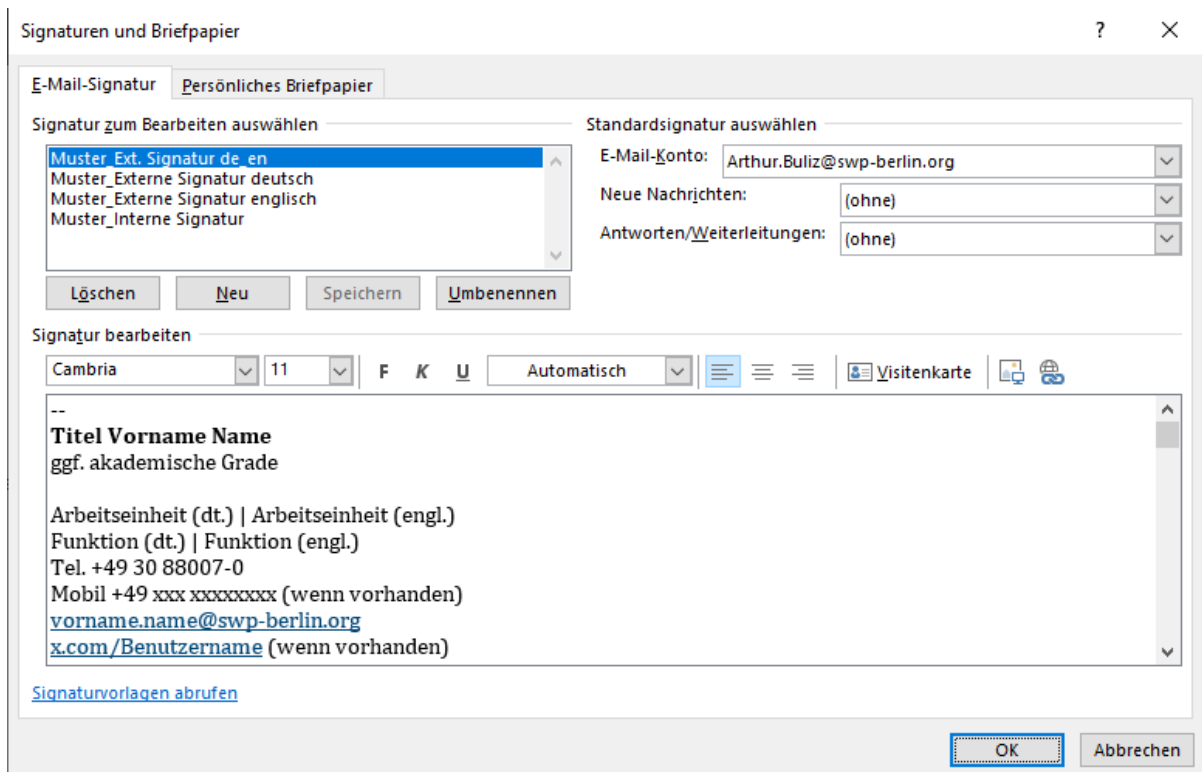 Signaturen und Briefpapier ? ×
E-Mail-Signatur Persönliches Briefpapier
Signatur zum Bearbeiten auswählen
Muster_Ext. Signatur de_en
Muster_Externe Signatur deutsch
Muster_Externe Signatur englisch
Muster_Interne Signatur
Löschen Neu Speichern Umbenennen
Standardsignatur auswählen
E-Mail-Konto: Arthur.Buliz@swp-berlin.org
Neue Nachrichten: (ohne)
Antworten/Weiterleitungen: (ohne)
Signatur bearbeiten
Cambria 11 F K U Automatisch Visitenkarte
--
Titel Vorname Name
ggf. akademische Grade
Arbeitseinheit (dt.) | Arbeitseinheit (engl.)
Funktion (dt.) | Funktion (engl.)
Tel. +49 30 88007-0
Mobil +49 xxx xxxxxxxx (wenn vorhanden)
vorname.name@swp-berlin.org
x.com/Benutzername (wenn vorhanden)
Signaturvorlagen abrufen
OK Abbrechen